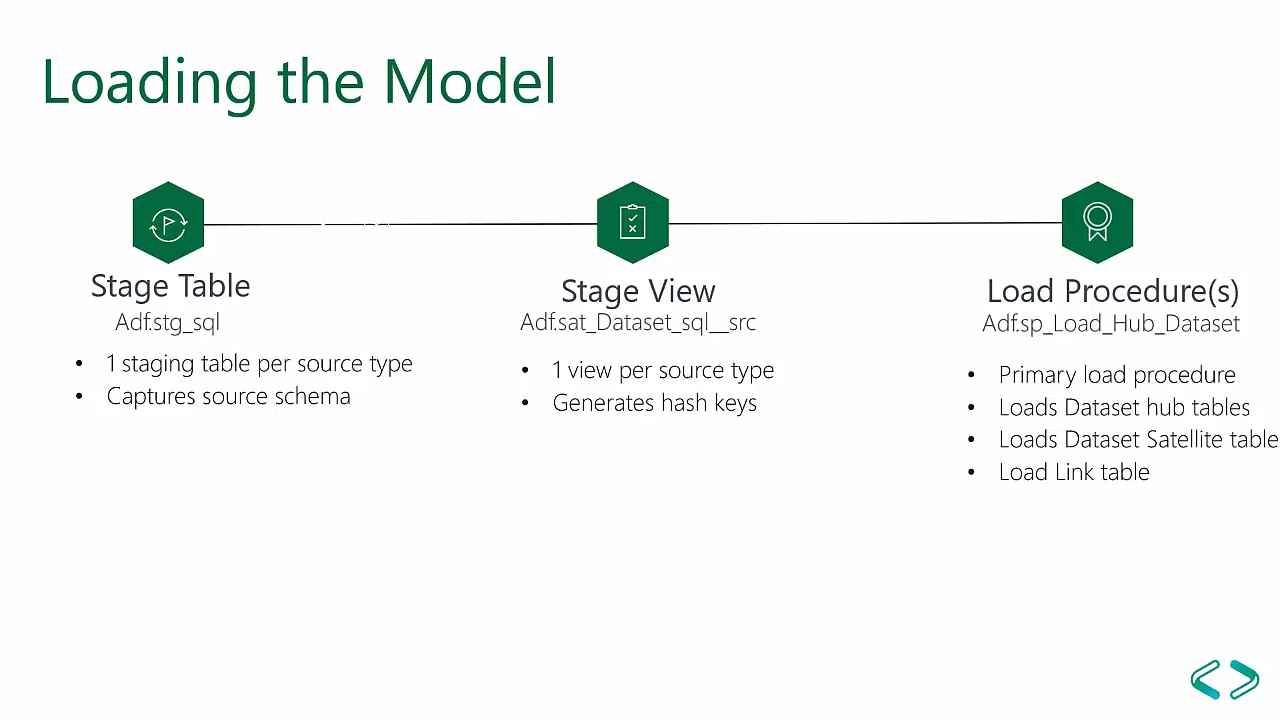 Loading the Model
Stage Table
Adf.stg_sql
• 1 staging table per source type
• Captures source schema
Stage View
Adf.sat_Dataset_sql__src
• 1 view per source type
• Generates hash keys
Load Procedure(s)
Adf.sp_Load_Hub_Dataset
• Primary load procedure
• Loads Dataset hub tables
• Loads Dataset Satellite table
• Load Link table